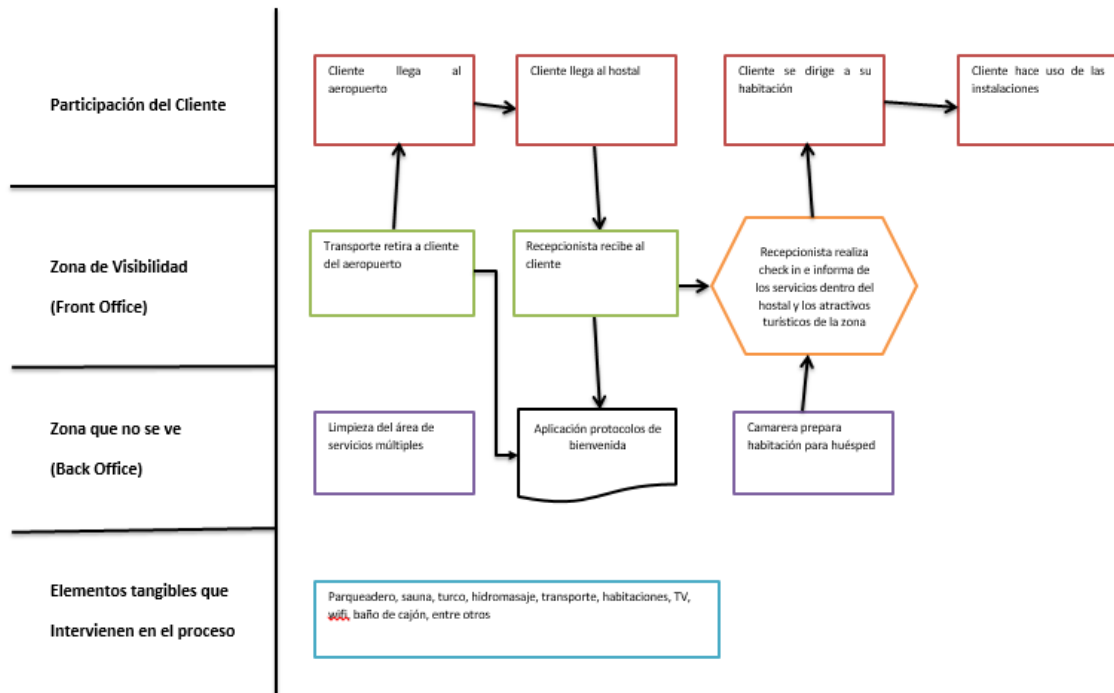 Participación del Cliente
Cliente llega al
aeropuerto
Cliente llega al hostal
Cliente se dirige a su
habitación
Cliente hace uso de las
instalaciones
Zona de Visibilidad
(Front Office)
Transporte retira a cliente
del aeropuerto
Recepcionista recibe al
cliente
Recepcionista realiza
check in e informa de
los servicios dentro del
hostal y los atractivos
turísticos de la zona
Zona que no se ve
(Back Office)
Limpieza del área de
servicios múltiples
Aplicación protocolos de
bienvenida
Camarera prepara
habitación para huésped
Elementos tangibles que
Intervienen en el proceso
Parqueadero, sauna, turco, hidromasaje, transporte, habitaciones, TV,
wifi, baño de cajón, entre otros